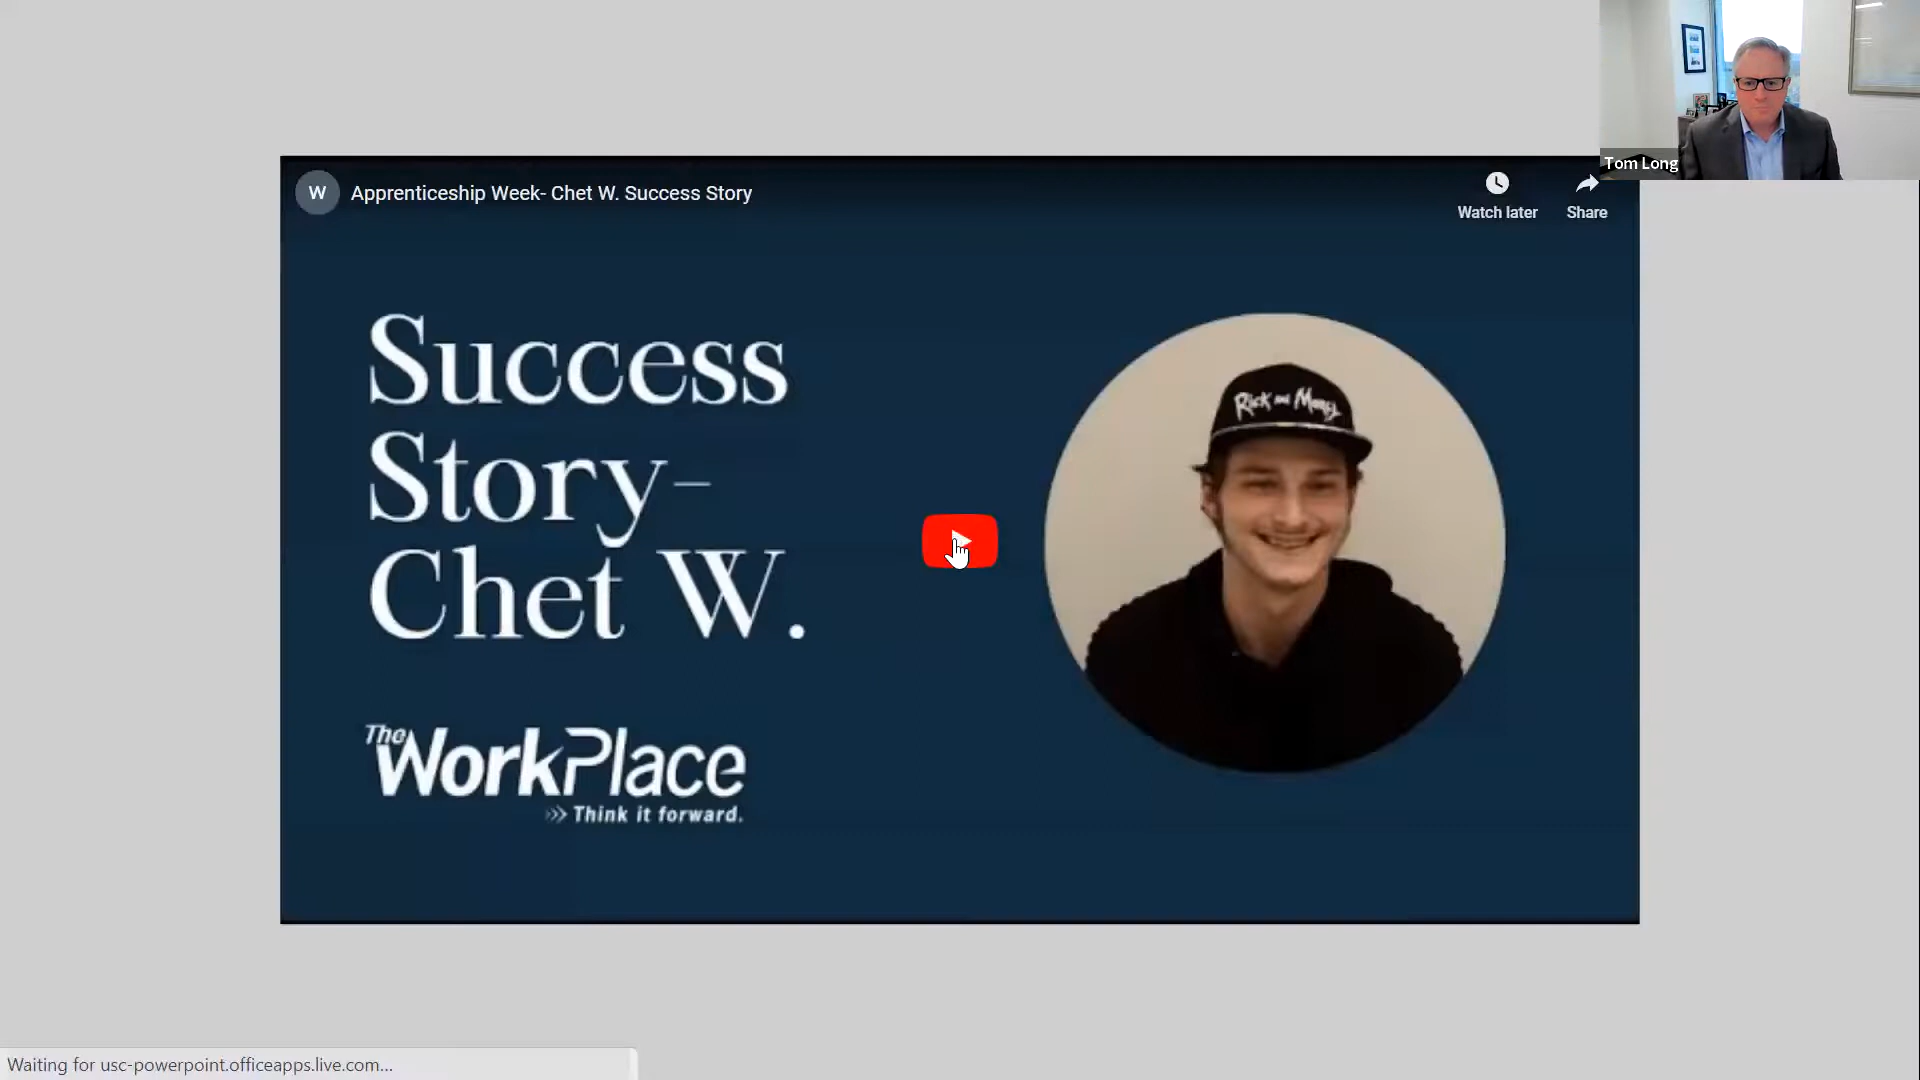 Tom Long
W
Apprenticeship Week- Chet W. Success Story
Watch later
Share
Success
Story-
Chet W.
Rick and Morty
The WorkPlace
>>> Think it forward.
Waiting for usc-powerpoint.officeapps.live.com...